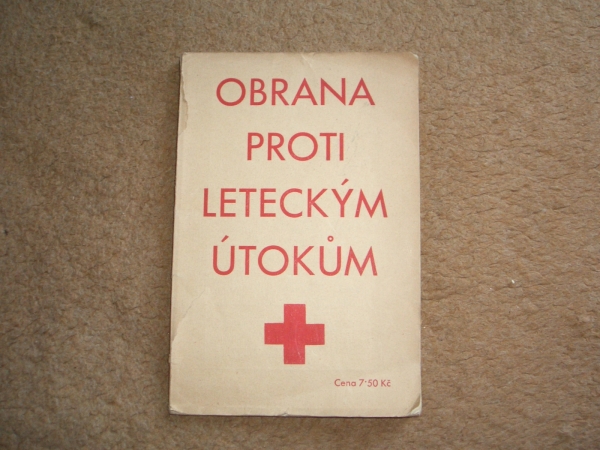 OBRANA
PROTI
LETECKÝM
ÚTOKŮM
Cena 7·50 Kč